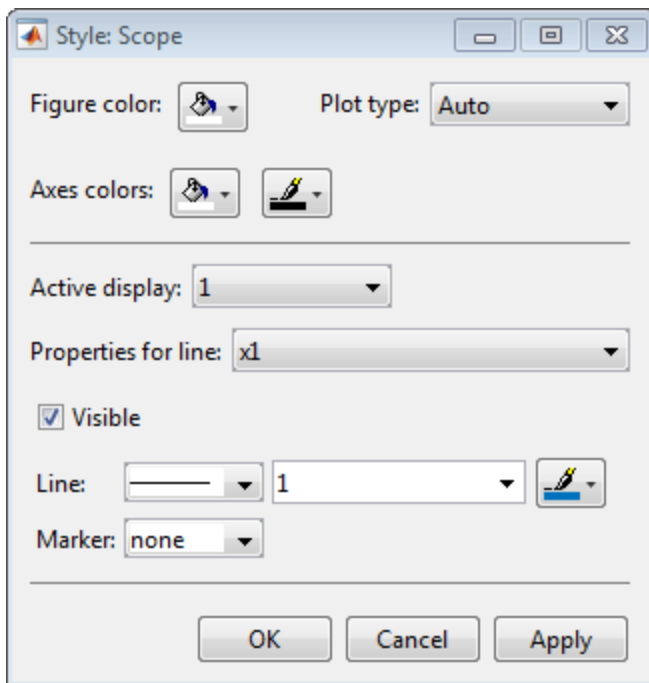 Style: Scope
Figure color: Plot type: Auto
Axes colors:
Active display: 1
Properties for line: x1
Visible
Line: 1
Marker: none
OK Cancel Apply